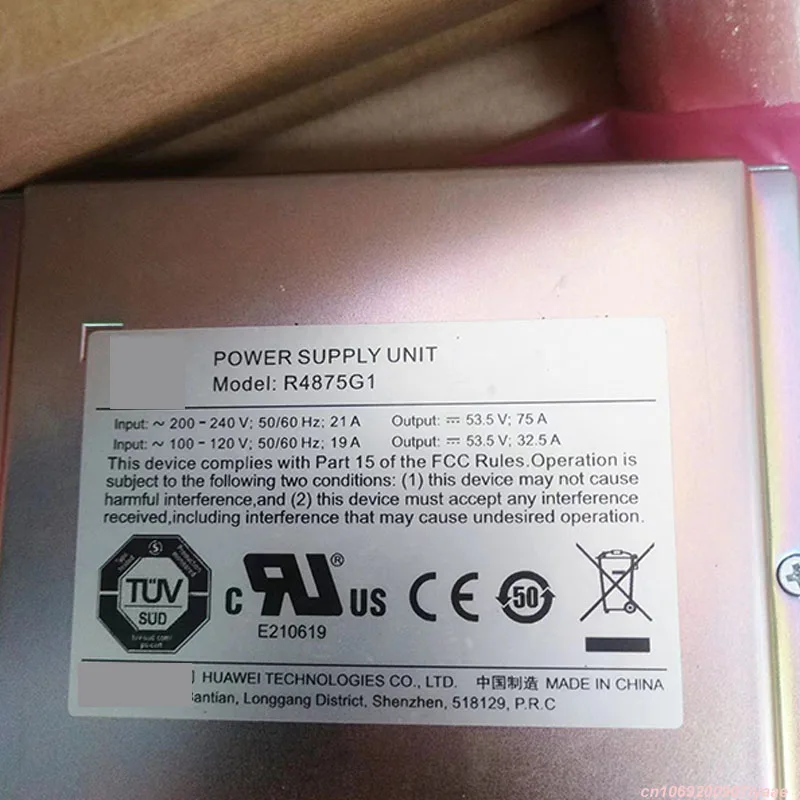 POWER SUPPLY UNIT
Model: R4875G1
Input: ~ 200 - 240 V; 50/60 Hz; 21 A Output: ⎓ 53.5 V; 75 A
Input: ~ 100 - 120 V; 50/60 Hz; 19 A Output: ⎓ 53.5 V; 32.5 A
This device complies with Part 15 of the FCC Rules.Operation is
subject to the following two conditions: (1) this device may not cause
harmful interference,and (2) this device must accept any interference
received,including interference that may cause undesired operation.
TÜV
SÜD
C RU ® US CE 50
E210619
HUAWEI TECHNOLOGIES CO., LTD. 中国制造 MADE IN CHINA
Bantian, Longgang District, Shenzhen, 518129, P.R.C